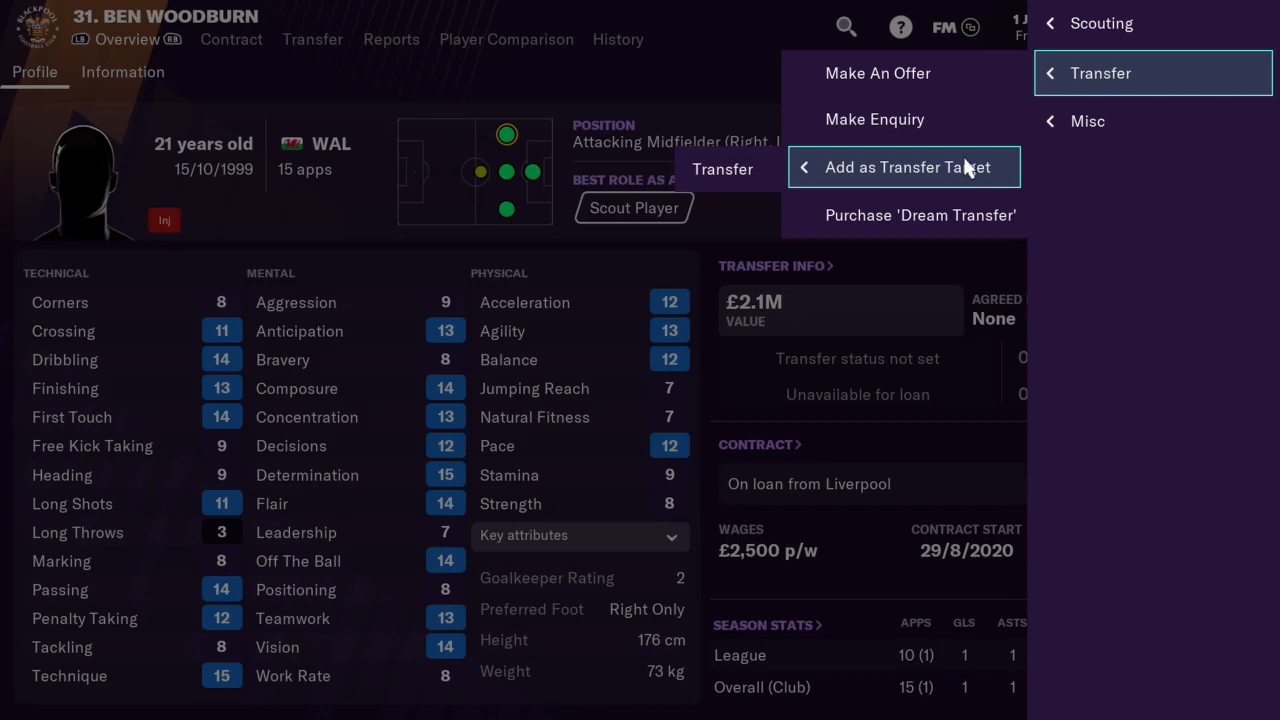 BLACKPOOL
FOOTBALL CLUB
31. BEN WOODBURN
LB Overview RB Contract Transfer Reports Player Comparison History
? FM
Profile Information
Scouting
Transfer
Misc
Make An Offer
Make Enquiry
Add as Transfer Target
Transfer
Purchase 'Dream Transfer'
21 years old
15/10/1999
WAL
15 apps
Inj
POSITION
Attacking Midfielder (Right,
BEST ROLE AS A
Scout Player
TECHNICAL MENTAL PHYSICAL
Corners 8 Aggression 9 Acceleration 12
Crossing 11 Anticipation 13 Agility 13
Dribbling 14 Bravery 8 Balance 12
Finishing 13 Composure 14 Jumping Reach 7
First Touch 14 Concentration 13 Natural Fitness 7
Free Kick Taking 9 Decisions 12 Pace 12
Heading 9 Determination 15 Stamina 9
Long Shots 11 Flair 14 Strength 8
Long Throws 3 Leadership 7 Key attributes
Marking 8 Off The Ball 14 Goalkeeper Rating 2
Passing 14 Positioning 8 Preferred Foot Right Only
Penalty Taking 12 Teamwork 13 Height 176 cm
Tackling 8 Vision 14 Weight 73 kg
Technique 15 Work Rate 8
TRANSFER INFO
£2.1M
VALUE
AGREED
None
Transfer status not set 0
Unavailable for loan 0
CONTRACT
On loan from Liverpool
WAGES
£2,500 p/w
CONTRACT START
29/8/2020
SEASON STATS APPS GLS ASTS
League 10 (1) 1 1
Overall (Club) 15 (1) 1 1